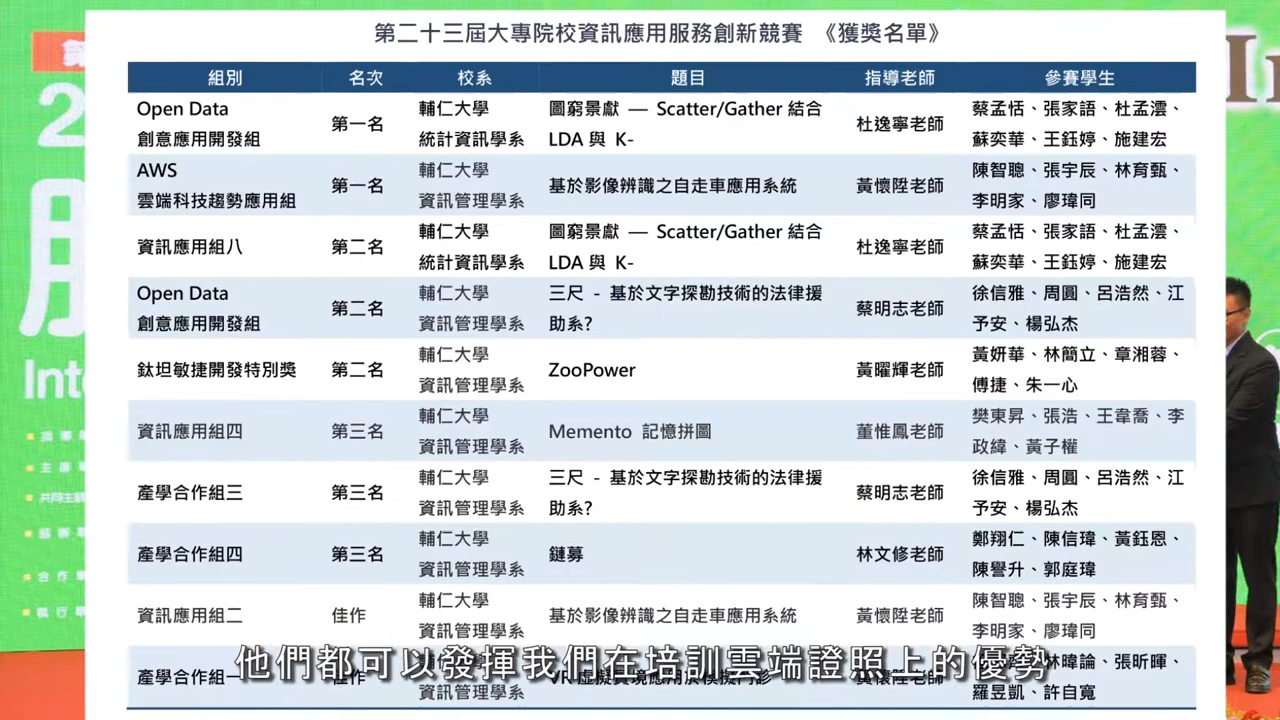 第二十三屆大專院校資訊應用服務創新競賽 《獲獎名單》
組別 名次 校系 題目 指導老師 參賽學生
Open Data 創意應用開發組 第一名 輔仁大學 統計資訊學系 圖窮景獻 — Scatter/Gather 結合 LDA 與 K- 杜逸寧老師 蔡孟恬、張家語、杜孟澐、蘇奕華、王鈺婷、施建宏
AWS 雲端科技趨勢應用組 第一名 輔仁大學 資訊管理學系 基於影像辨識之自走車應用系統 黃懷陞老師 陳智聰、張宇辰、林育甄、李明家、廖瑋同
資訊應用組八 第二名 輔仁大學 統計資訊學系 圖窮景獻 — Scatter/Gather 結合 LDA 與 K- 杜逸寧老師 蔡孟恬、張家語、杜孟澐、蘇奕華、王鈺婷、施建宏
Open Data 創意應用開發組 第二名 輔仁大學 資訊管理學系 三尺 - 基於文字探勘技術的法律援助系? 蔡明志老師 徐信雅、周圓、呂浩然、江予安、楊弘杰
鈦坦敏捷開發特別獎 第二名 輔仁大學 資訊管理學系 ZooPower 黃曜輝老師 黃妍華、林簡立、章湘蓉、傅捷、朱一心
資訊應用組四 第三名 輔仁大學 資訊管理學系 Memento 記憶拼圖 董惟鳳老師 樊東昇、張浩、王韋喬、李政緯、黃子權
產學合作組三 第三名 輔仁大學 資訊管理學系 三尺 - 基於文字探勘技術的法律援助系? 蔡明志老師 徐信雅、周圓、呂浩然、江予安、楊弘杰
產學合作組四 第三名 輔仁大學 資訊管理學系 鏈募 林文修老師 鄭翔仁、陳信瑋、黃鈺恩、陳譽升、郭庭瑋
資訊應用組二 佳作 輔仁大學 資訊管理學系 基於影像辨識之自走車應用系統 黃懷陞老師 陳智聰、張宇辰、林育甄、李明家、廖瑋同
產學合作組一 佳作 資訊管理學系 林暐論、張昕暉、羅昱凱、許自寬
他們都可以發揮我們在培訓雲端證照上的優勢